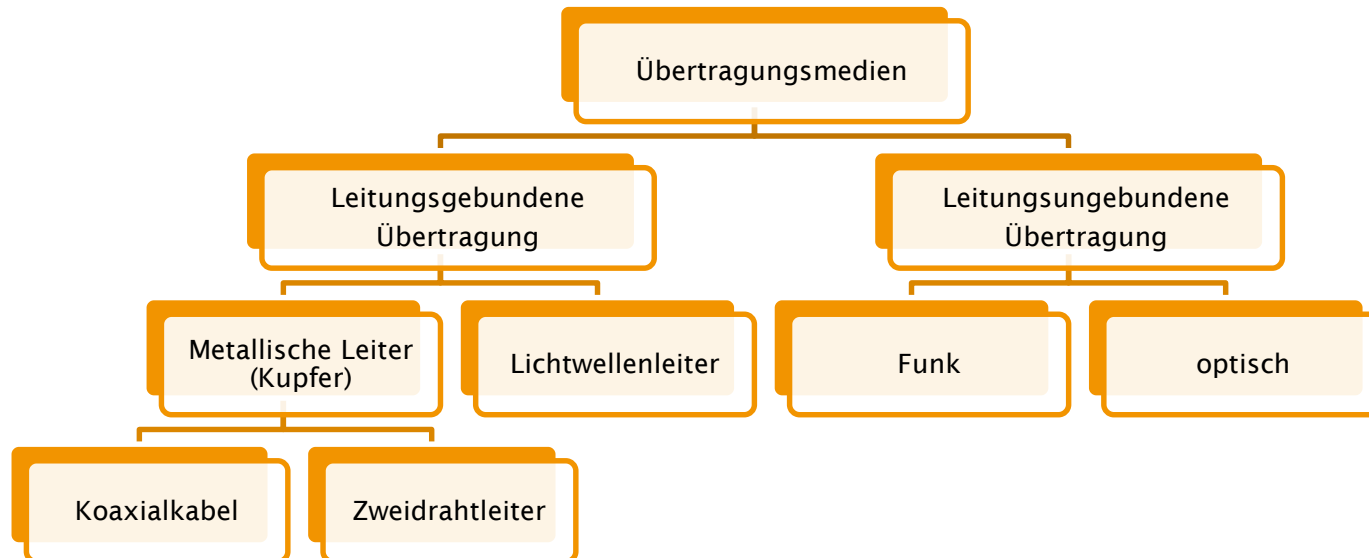 Übertragungsmedien
Leitungsgebundene
Übertragung
Leitungsungebundene
Übertragung
Metallische Leiter
(Kupfer)
Lichtwellenleiter
Funk
optisch
Koaxialkabel
Zweidrahtleiter